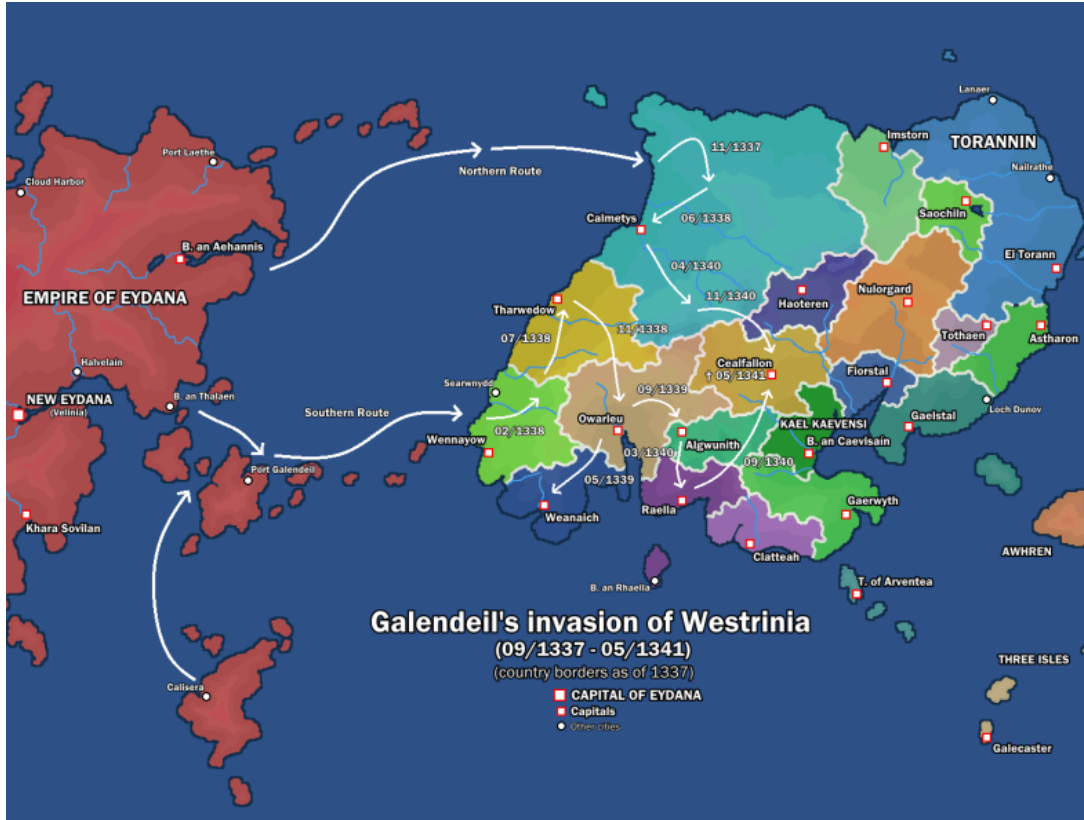 Lanaer
Imstorn
TORANNIN
Port Laethe
11/1337
Northern Route
Nailrathe
Cloud Harbor
Saochiln
Calmetys
06/1338
B. an Aehannis
El Torann
04/1340
EMPIRE OF EYDANA
11/1340
Haoteren
Nulorgard
Tharwedow
11/1338
07/1338
Tothaen
Astharon
Halvelain
Cealfallon
† 05/1341
Fiorstal
Searwnydd
09/1339
NEW EYDANA
(Velinia)
B. an Thalaen
Southern Route
Loch Dunov
Owarleu
KAEL KAEVENSI
Gaelstal
02/1338
Wennayow
Algwunith
B. an Caevisaín
03/1340
09/1340
Port Galendeil
05/1339
Gaerwyth
Raella
Weanaich
Khara Sovilan
AWHREN
Clatteah
B. an Rhaella
T. of Arventea
Galendeil's invasion of Westrinia
(09/1337 - 05/1341)
(country borders as of 1337)
THREE ISLES
Calisera
CAPITAL OF EYDANA
Capitals
Other cities
Galecaster